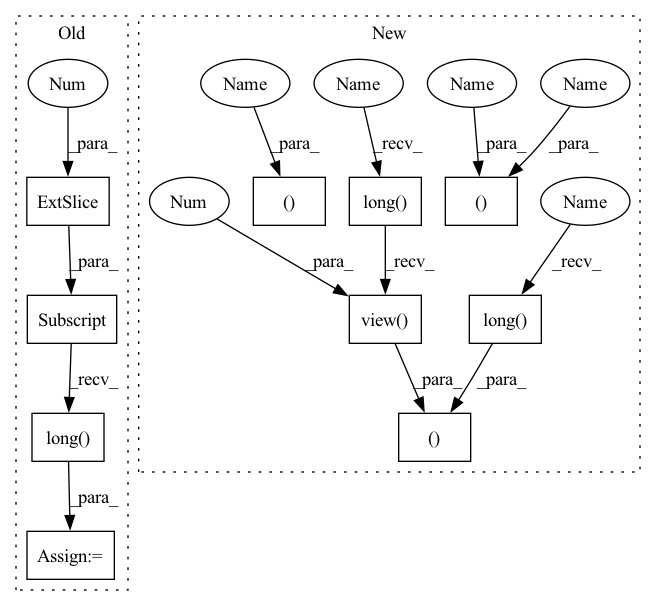 Old
New
Num
Name
Name
Name
Name
_para_
_para_
_recv_
_para_
_para_
ExtSlice
Num
()
long()
()
Name
_para_
_para_
_recv_
_recv_
Subscript
view()
long()
_recv_
_para_
_para_
long()
()
_para_
Assign:=